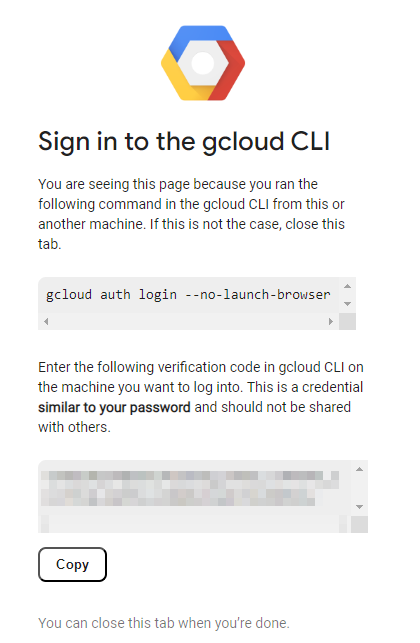 Sign in to the gcloud CLI
You are seeing this page because you ran the
following command in the gcloud CLI from this or
another machine. If this is not the case, close this
tab.
gcloud auth login --no-launch-browser
Enter the following verification code in gcloud CLI on
the machine you want to log into. This is a credential
similar to your password and should not be shared
with others.
Copy
You can close this tab when you're done.